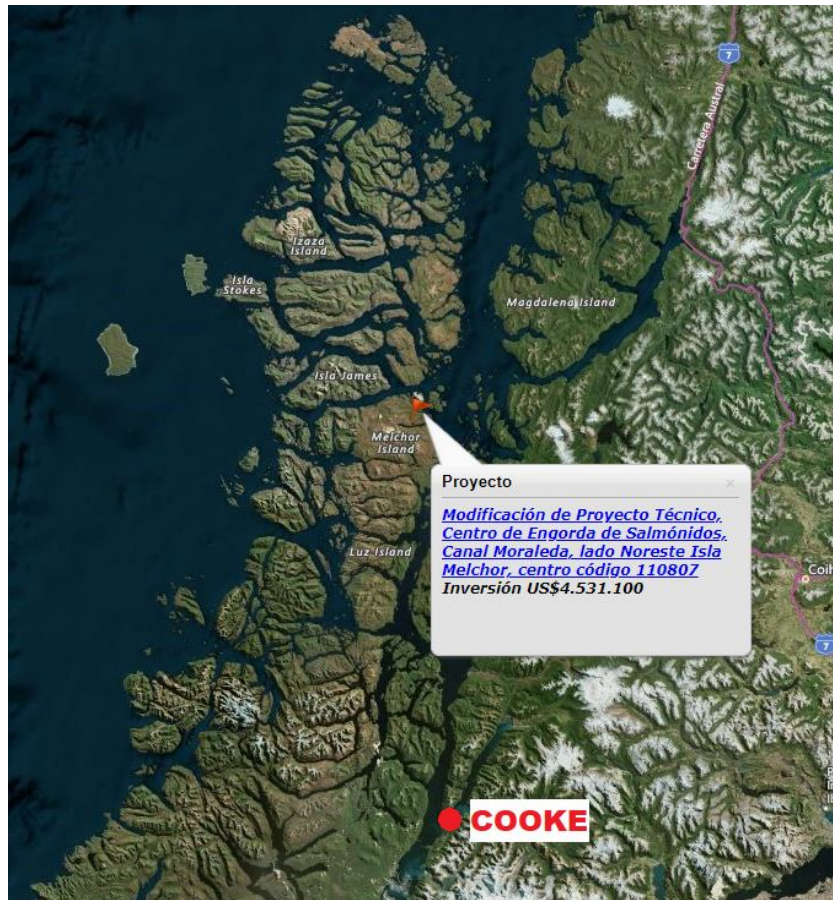 7
Carretera Austral
Izaza
Island
Isla
Stokes
Magdalena Island
Isla James
Melchor
Island
Proyecto
×
Modificación de Proyecto Técnico,
Centro de Engorda de Salmónidos,
Canal Moraleda, lado Noreste Isla
Melchor, centro código 110807
Inversión US$4.531.100
Luz Island
Coih
7
COOKE